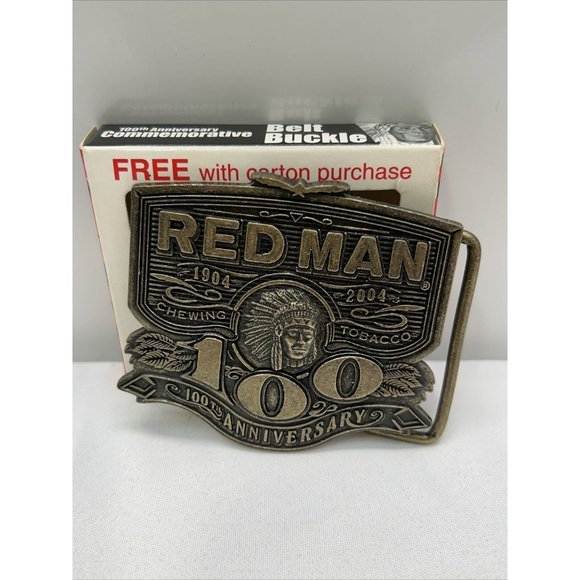 100th Anniversary
Commemorative
Belt
Buckle
FREE with carton purchase
RED MAN®
1904 2004
CHEWING TOBACCO
100
100TH ANNIVERSARY